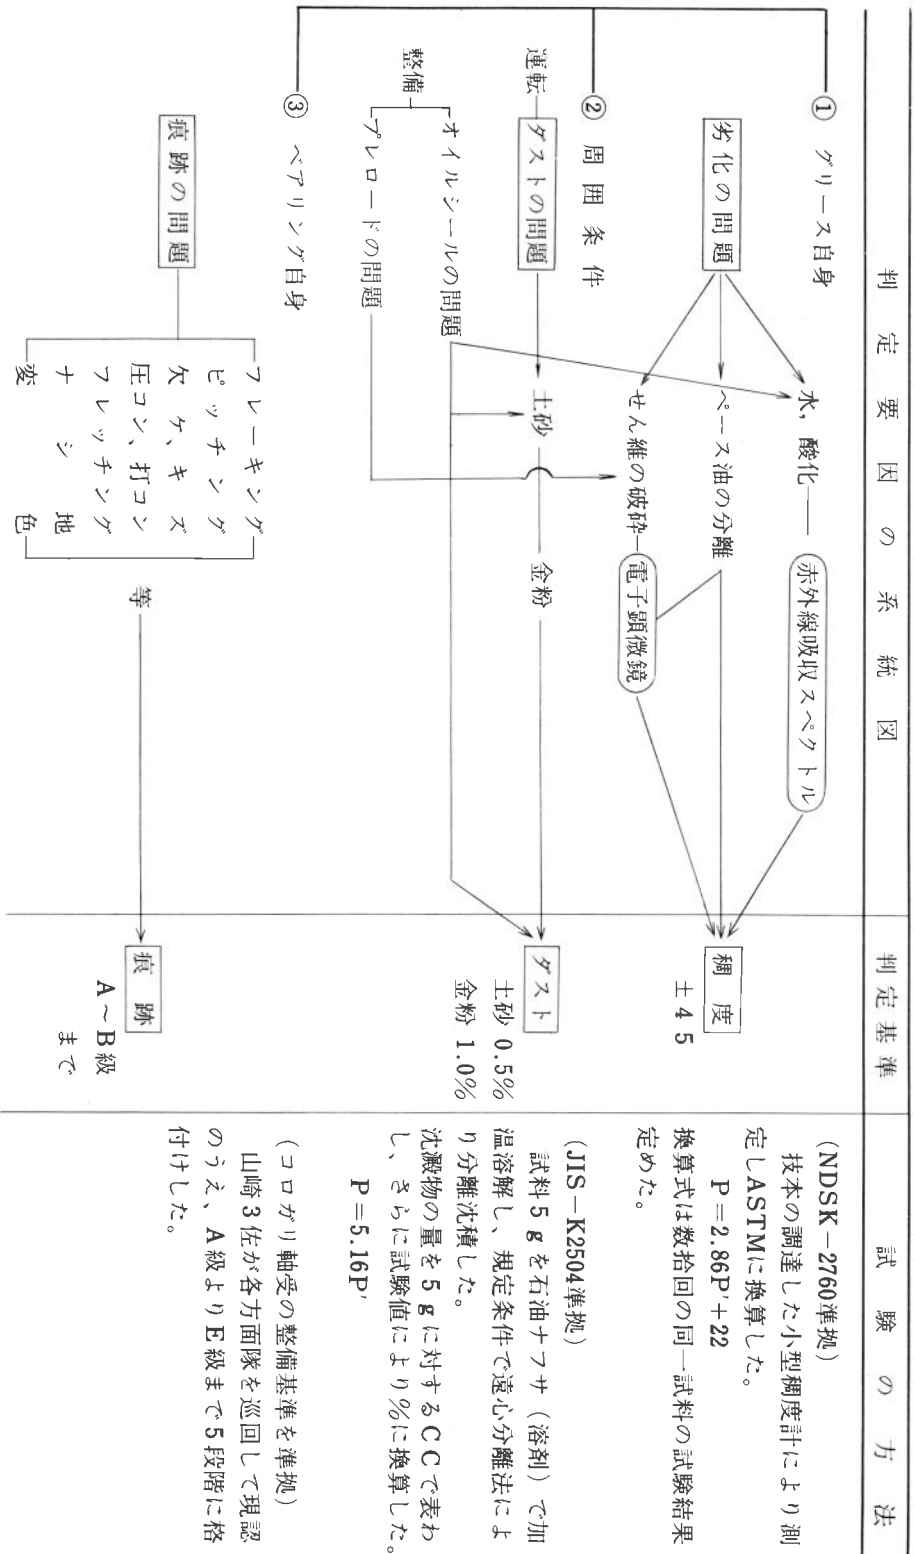 判定要因の系統図
判定基準
試験の方法
① グリース自身
劣化の問題
水, 酸化
赤外線吸収スペクトル
ペース油の分離
せん維の破砕
電子顕微鏡
稠度
±45
(NDSK-2760準拠)
技本の調達した小型稠度計により測
定しASTMに換算した。
P=2.86P'+22
換算式は数拾回の同一試料の試験結果
定めた。
② 周囲条件
運転
ダストの問題
土砂
金粉
整備
オイルシールの問題
プレロードの問題
ダスト
土砂 0.5%
金粉 1.0%
(JIS-K2504準拠)
試料5gを石油ナフサ(溶剤)で加
温溶解し、規定条件で遠心分離法によ
り分離沈積した。
沈澱物の量を5gに対するCCで表わ
し、さらに試験値により%に換算した。
P=5.16P'
③ ベアリング自身
痕跡の問題
フレーキング
ピッチング
欠ケ、キズ
圧コン、打コン
フレッチング
ナシ地
変色
等
痕跡
A~B級
まで
(コロガリ軸受の整備基準を準拠)
山崎3佐が各方面隊を巡回して現認
のうえ、A級よりE級まで5段階に格
付けした。